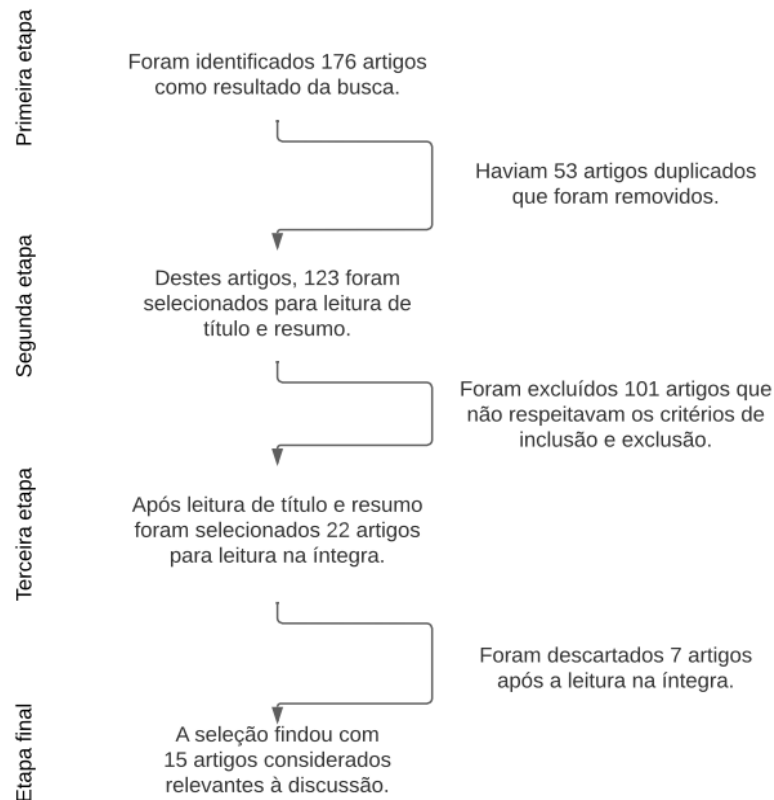 Primeira etapa
Foram identificados 176 artigos
como resultado da busca.
Haviam 53 artigos duplicados
que foram removidos.
Segunda etapa
Destes artigos, 123 foram
selecionados para leitura de
título e resumo.
Foram excluídos 101 artigos que
não respeitavam os critérios de
inclusão e exclusão.
Terceira etapa
Após leitura de título e resumo
foram selecionados 22 artigos
para leitura na íntegra.
Foram descartados 7 artigos
após a leitura na íntegra.
Etapa final
A seleção findou com
15 artigos considerados
relevantes à discussão.